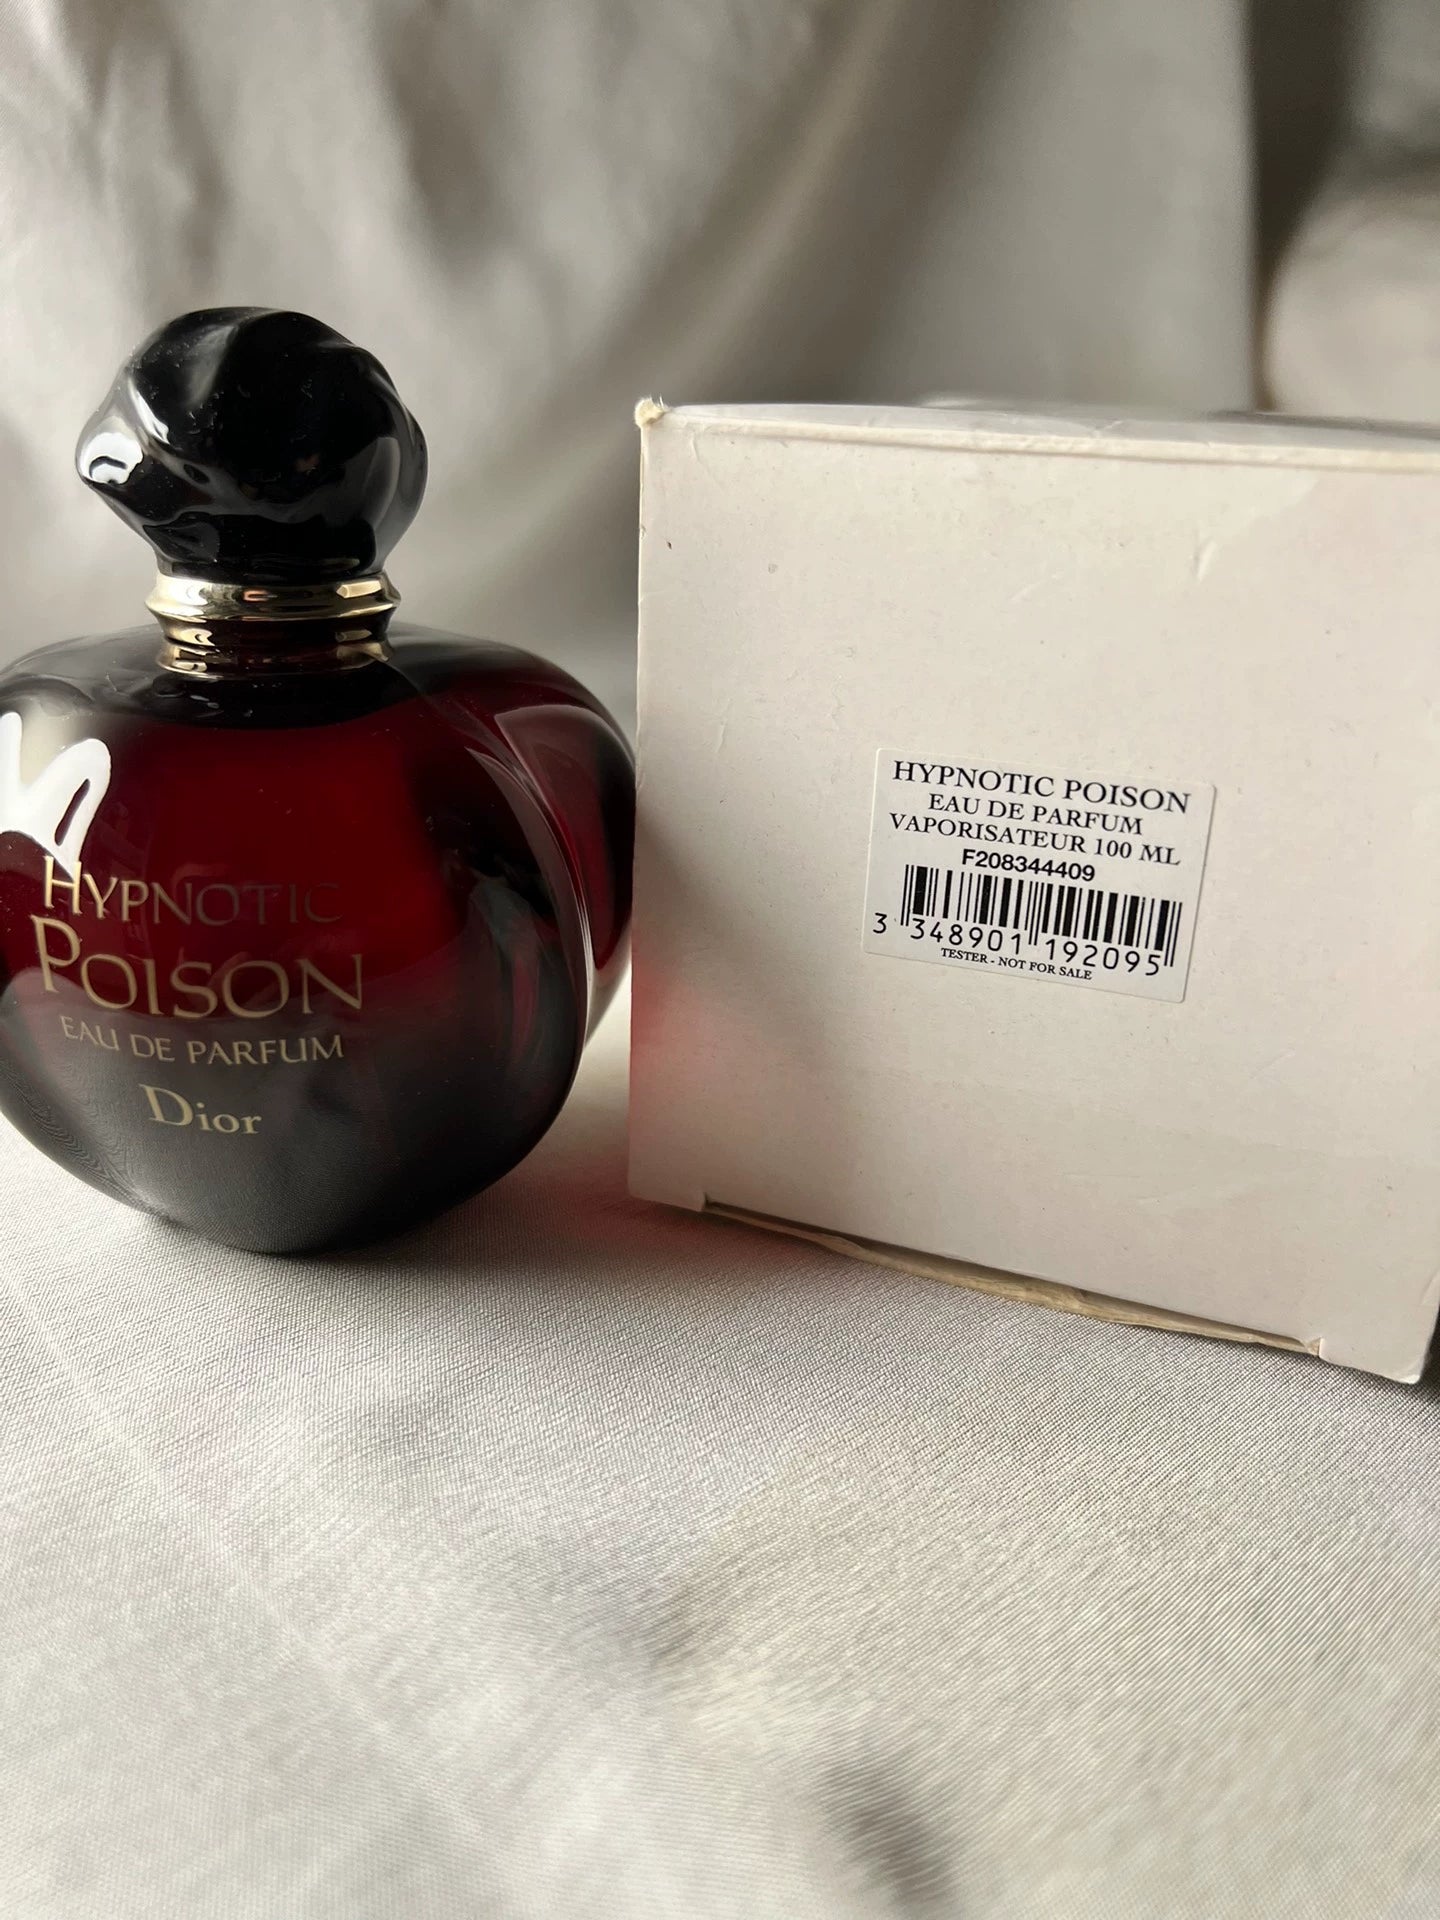 HYPNOTIC
POISON
EAU DE PARFUM
Dior
HYPNOTIC POISON
EAU DE PARFUM
VAPORISATEUR 100 ML
F208344409
3 348901 192095
TESTER - NOT FOR SALE